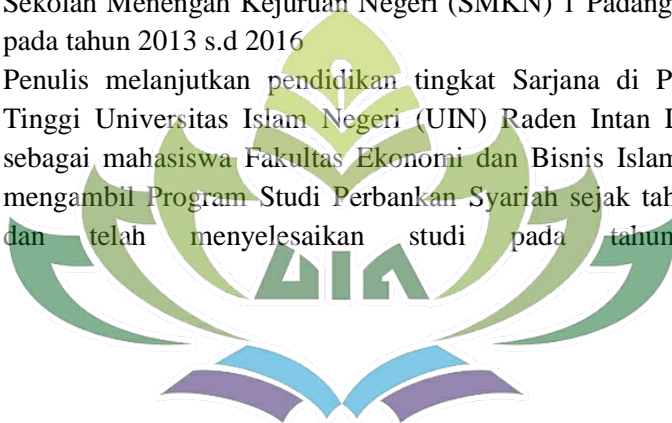 Sekolah Menengah Kejuruan Negeri (SMKN) 1 Padang
pada tahun 2013 s.d 2016
Penulis melanjutkan pendidikan tingkat Sarjana di P
Tinggi Universitas Islam Negeri (UIN) Raden Intan
sebagai mahasiswa Fakultas Ekonomi dan Bisnis Islam
mengambil Program Studi Perbankan Syariah sejak tah
dan telah menyelesaikan studi pada tahun
UIN